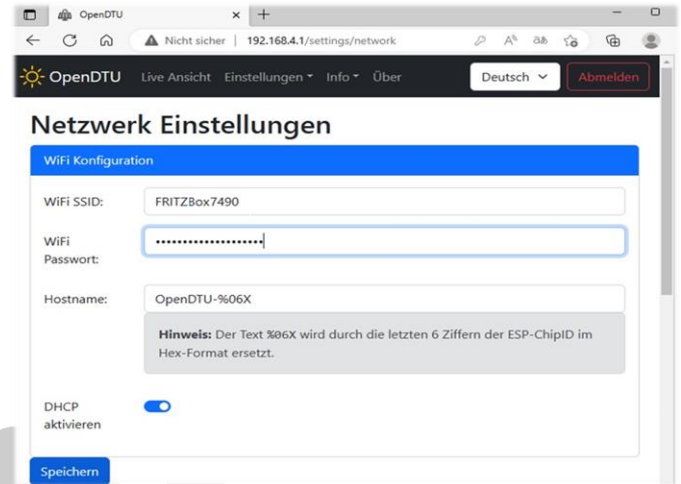 OpenDTU
Nicht sicher | 192.168.4.1/settings/network
OpenDTU Live Ansicht Einstellungen Info Über Deutsch Abmelden
Netzwerk Einstellungen
WiFi Konfiguration
WiFi SSID: FRITZBox7490
WiFi
Passwort: •••••••••••••••••••••
Hostname: OpenDTU-%06X
Hinweis: Der Text %06X wird durch die letzten 6 Ziffern der ESP-ChipID im
Hex-Format ersetzt.
DHCP
aktivieren
Speichern